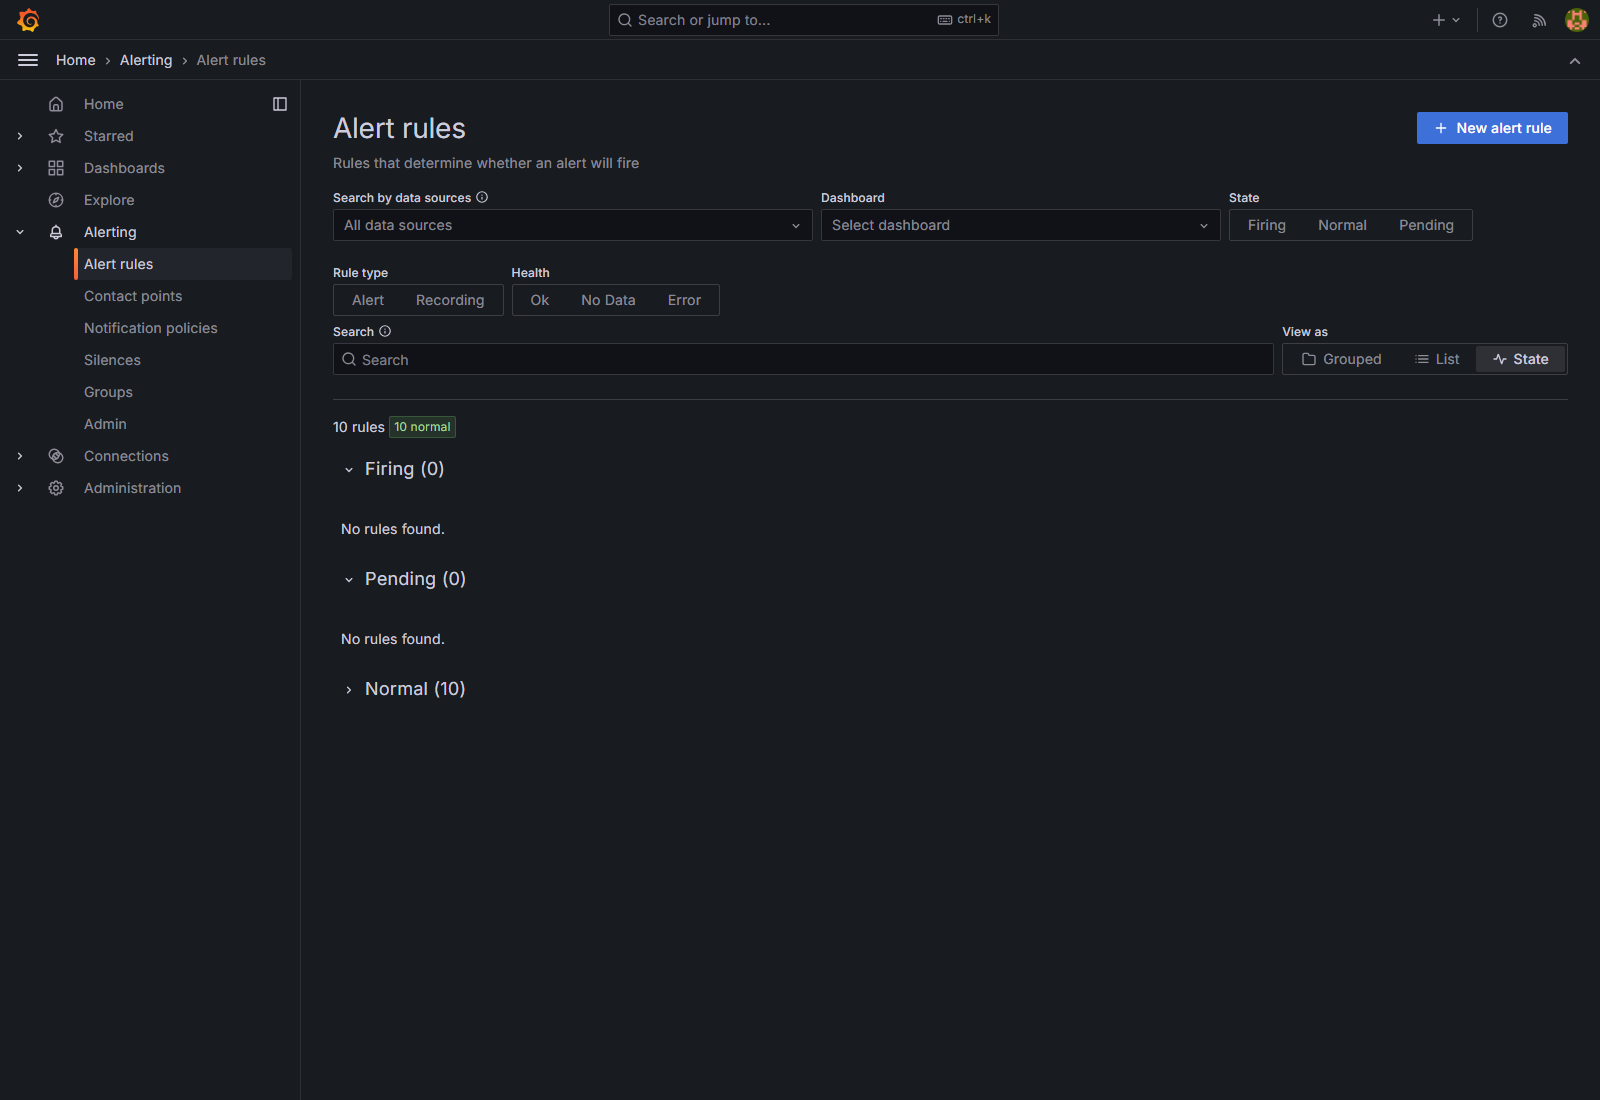 Search or jump to...
ctrl+k
Home
Alerting
Alert rules
Home
Starred
Dashboards
Explore
Alerting
Alert rules
Contact points
Notification policies
Silences
Groups
Admin
Connections
Administration
Alert rules
New alert rule
Rules that determine whether an alert will fire
Search by data sources
Dashboard
State
All data sources
Select dashboard
Firing Normal Pending
Rule type
Health
Alert Recording
Ok No Data Error
Search
View as
Search
Grouped List State
10 rules 10 normal
Firing (0)
No rules found.
Pending (0)
No rules found.
Normal (10)